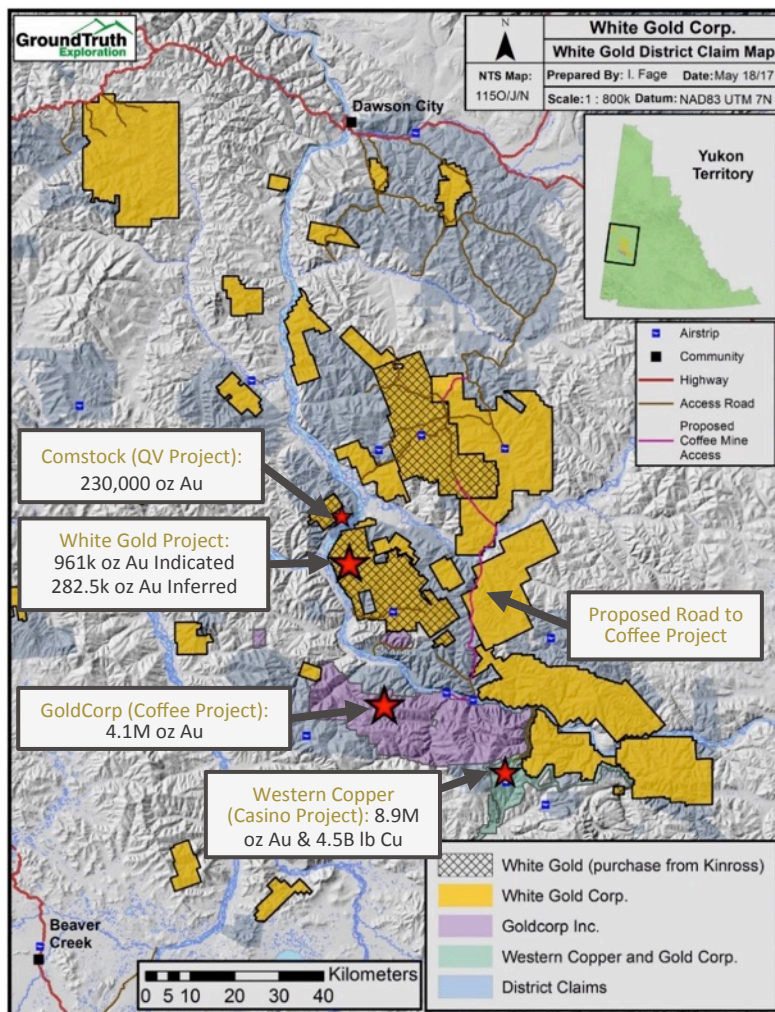 GroundTruth
Exploration
N
NTS Map:
115O/J/N
White Gold Corp.
White Gold District Claim Map
Prepared By: I. Fage Date:May 18/17
Scale:1 : 800k Datum: NAD83 UTM 7N
Dawson City
Yukon
Territory
Airstrip
Community
Highway
Access Road
Proposed
Coffee Mine
Access
Comstock (QV Project):
230,000 oz Au
White Gold Project:
961k oz Au Indicated
282.5k oz Au Inferred
Proposed Road to
Coffee Project
GoldCorp (Coffee Project):
4.1M oz Au
Western Copper
(Casino Project): 8.9M
oz Au & 4.5B lb Cu
Beaver
Creek
Kilometers
0 5 10 20 30 40
White Gold (purchase from Kinross)
White Gold Corp.
Goldcorp Inc.
Western Copper and Gold Corp.
District Claims